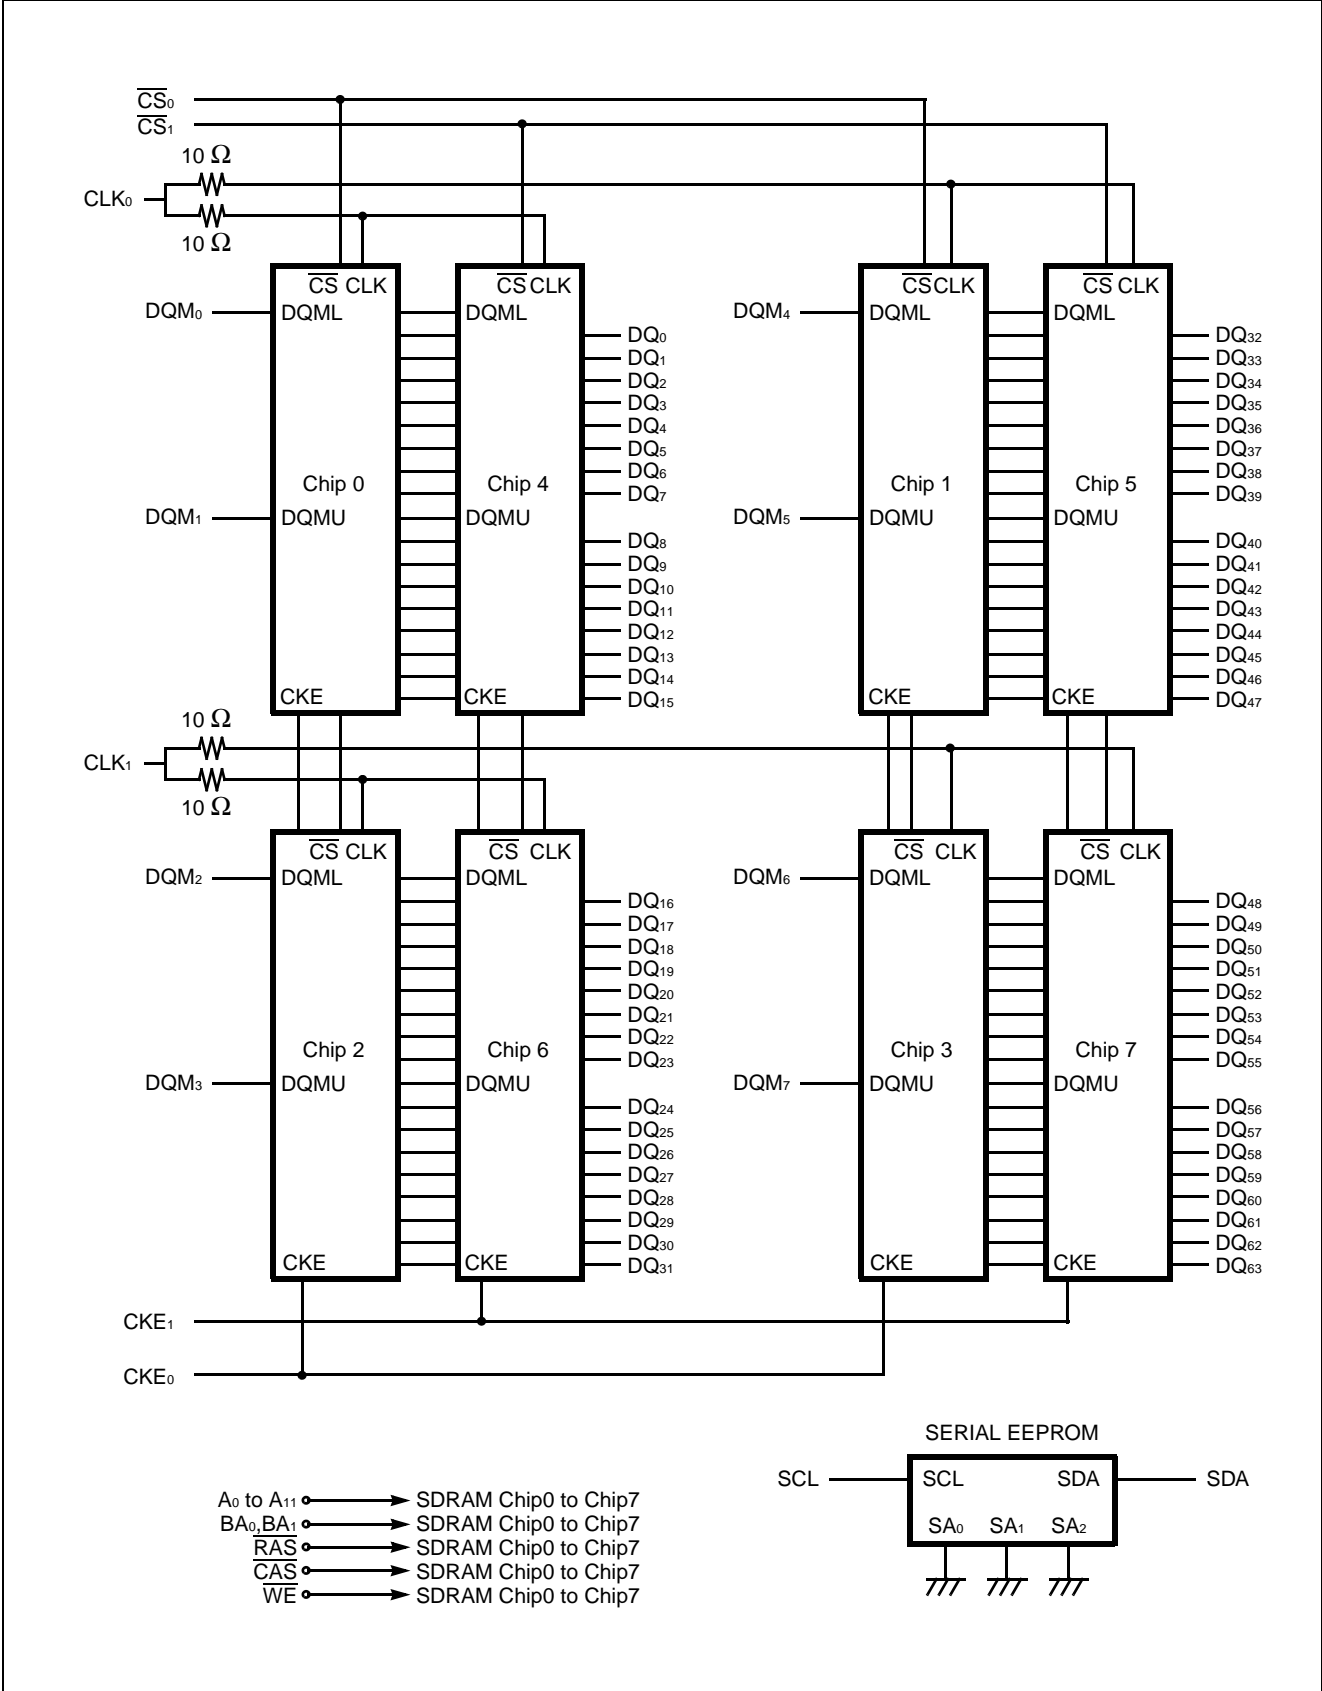 CS0
CS1
10 Ω
CLK0
10 Ω
CS CLK CS CLK CS CLK CS CLK
DQM0 DQML DQML DQM4 DQML DQML
DQ0 DQ32
DQ1 DQ33
DQ2 DQ34
DQ3 DQ35
DQ4 DQ36
DQ5 DQ37
DQ6 DQ38
Chip 0 Chip 4 Chip 1 Chip 5
DQ7 DQ39
DQM1 DQMU DQMU DQM5 DQMU DQMU
DQ8 DQ40
DQ9 DQ41
DQ10 DQ42
DQ11 DQ43
DQ12 DQ44
DQ13 DQ45
DQ14 DQ46
CKE CKE DQ15 CKE CKE DQ47
10 Ω
CLK1
10 Ω
CS CLK CS CLK CS CLK CS CLK
DQM2 DQML DQML DQM6 DQML DQML
DQ16 DQ48
DQ17 DQ49
DQ18 DQ50
DQ19 DQ51
DQ20 DQ52
DQ21 DQ53
DQ22 DQ54
Chip 2 Chip 6 Chip 3 Chip 7
DQ23 DQ55
DQM3 DQMU DQMU DQM7 DQMU DQMU
DQ24 DQ56
DQ25 DQ57
DQ26 DQ58
DQ27 DQ59
DQ28 DQ60
DQ29 DQ61
DQ30 DQ62
CKE CKE DQ31 CKE CKE DQ63
CKE1
CKE0
SERIAL EEPROM
SCL SCL SDA SDA
SA0 SA1 SA2
A0 to A11 SDRAM Chip0 to Chip7
BA0,BA1 SDRAM Chip0 to Chip7
RAS SDRAM Chip0 to Chip7
CAS SDRAM Chip0 to Chip7
WE SDRAM Chip0 to Chip7